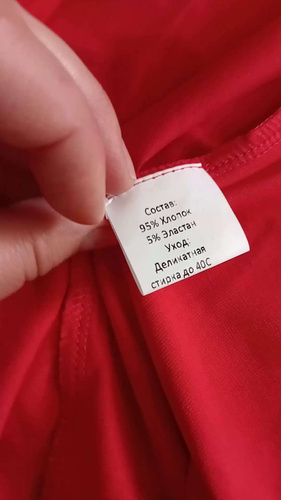 Состав:
95% Хлопок
5% Эластан
Уход:
Деликатная
стирка до 40С